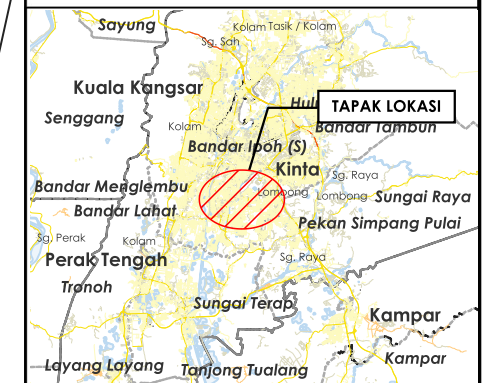 Sayung
Kolam
Tasik / Kolam
Sg. Sah
Kuala Kangsar
TAPAK LOKASI
Senggang
Kolam
Bandar Tambun
Bandar Ipoh (S)
Kinta
Sg. Raya
Bandar Menglembu
Lombong
Lombong
Sungai Raya
Bandar Lahat
Pekan Simpang Pulai
Sg. Perak
Kolam
Perak Tengah
Sg. Raya
Tronoh
Sungai Terap
Kampar
Layang Layang
Tanjong Tualang
Kampar